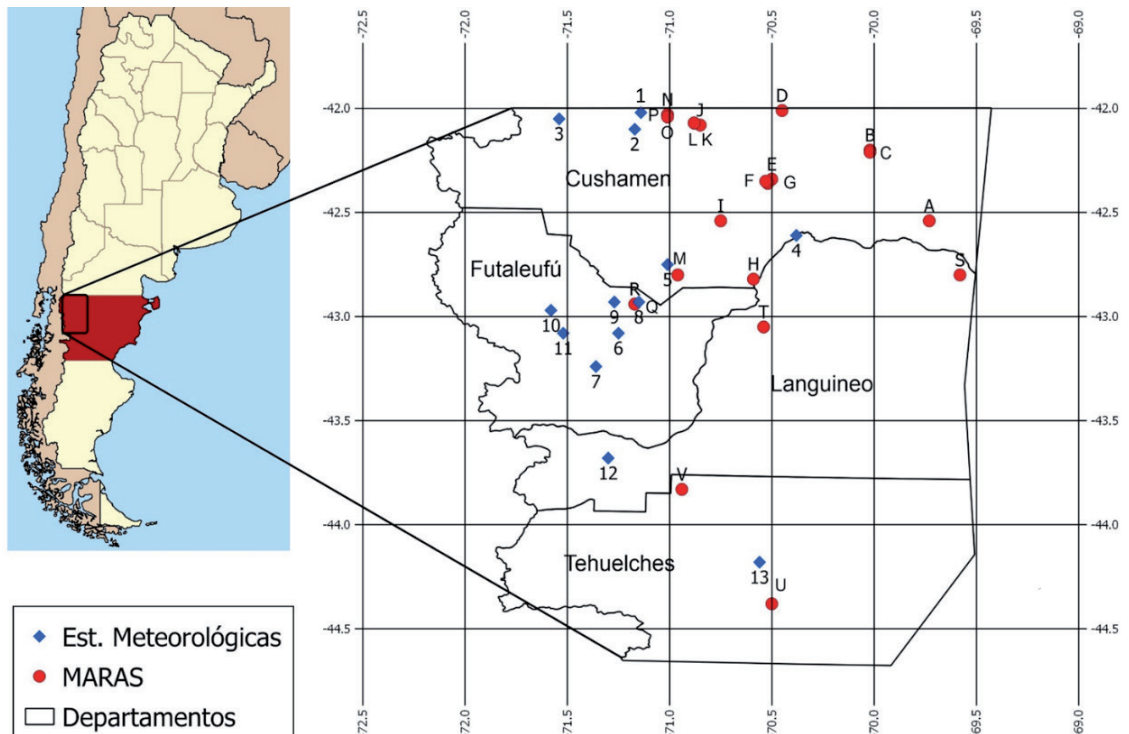 -72.5 -72.0 -71.5 -71.0 -70.5 -70.0 -69.5 -69.0
-42.0 -42.0
-42.5 -42.5
-43.0 -43.0
-43.5 -43.5
-44.0 -44.0
-44.5 -44.5
1 N J D
3 2 P O L K B C
Cushamen F E G
I A
4
Futaleufú 5 M H S
R Q T
10 9 8
11 6
7 Languineo
12 V
Tehuelches 13 U
-72.5 -72.0 -71.5 -71.0 -70.5 -70.0 -69.5 -69.0
Est. Meteorológicas
MARAS
Departamentos